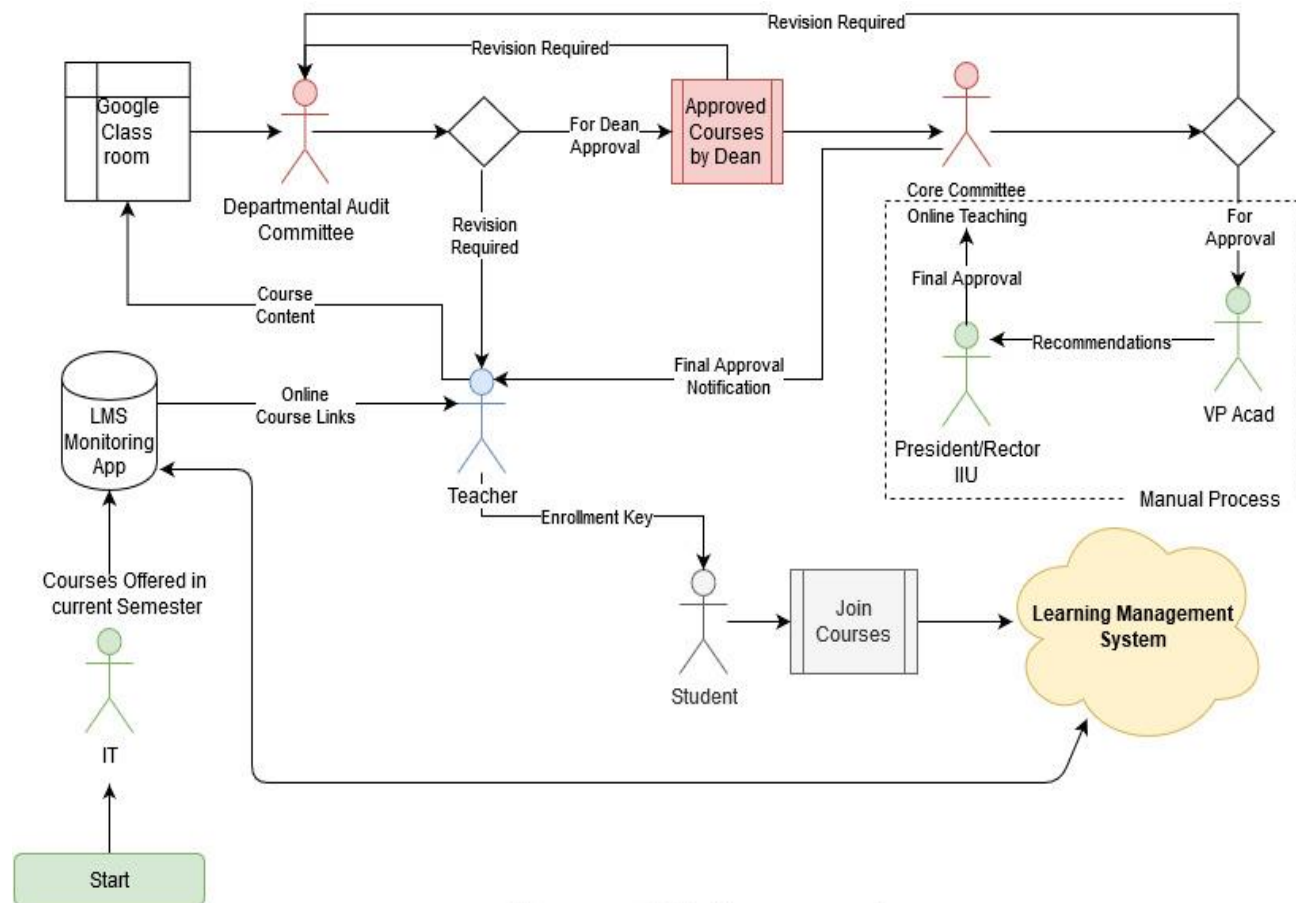 Revision Required
Revision Required
Google
Class
room
For Dean
Approval
Approved
Courses
by Dean
Departmental Audit
Committee
Core Committee
Online Teaching
Revision
Required
For
Approval
Final Approval
Course
Content
Recommendations
Final Approval
Notification
Online
Course Links
LMS
Monitoring
App
VP Acad
President/Rector
IIU
Teacher
Manual Process
Enrollment Key
Courses Offered in
current Semester
Join
Courses
Learning Management
System
Student
IT
Start